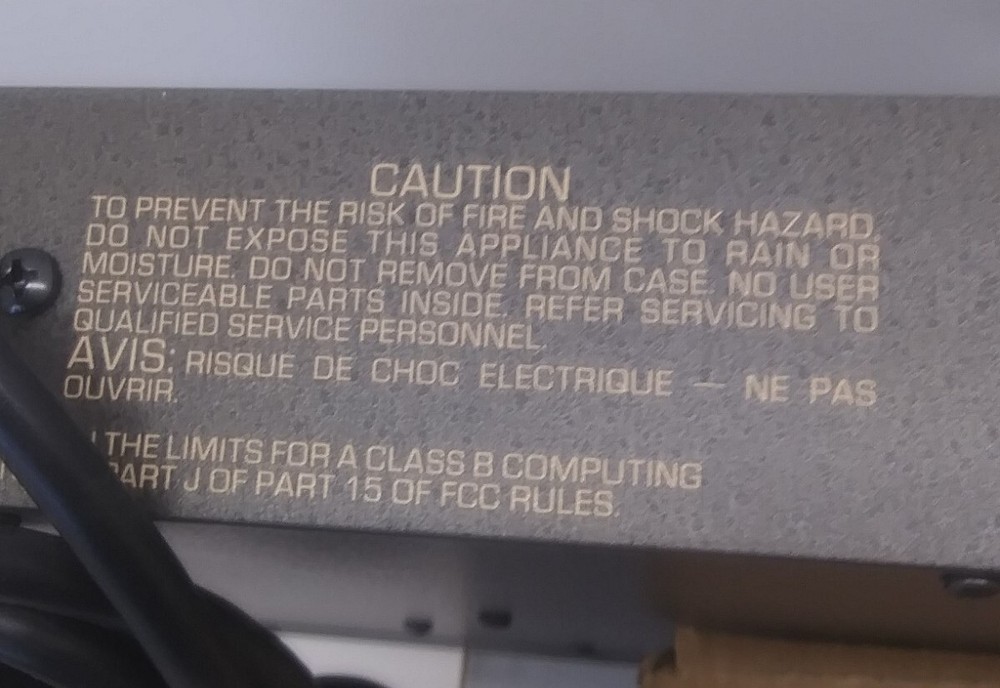 CAUTION
TO PREVENT THE RISK OF FIRE AND SHOCK HAZARD,
DO NOT EXPOSE THIS APPLIANCE TO RAIN OR
MOISTURE. DO NOT REMOVE FROM CASE. NO USER
SERVICEABLE PARTS INSIDE. REFER SERVICING TO
QUALIFIED SERVICE PERSONNEL.
AVIS: RISQUE DE CHOC ELECTRIQUE — NE PAS
OUVRIR.
THE LIMITS FOR A CLASS B COMPUTING
J OF PART 15 OF FCC RULES.